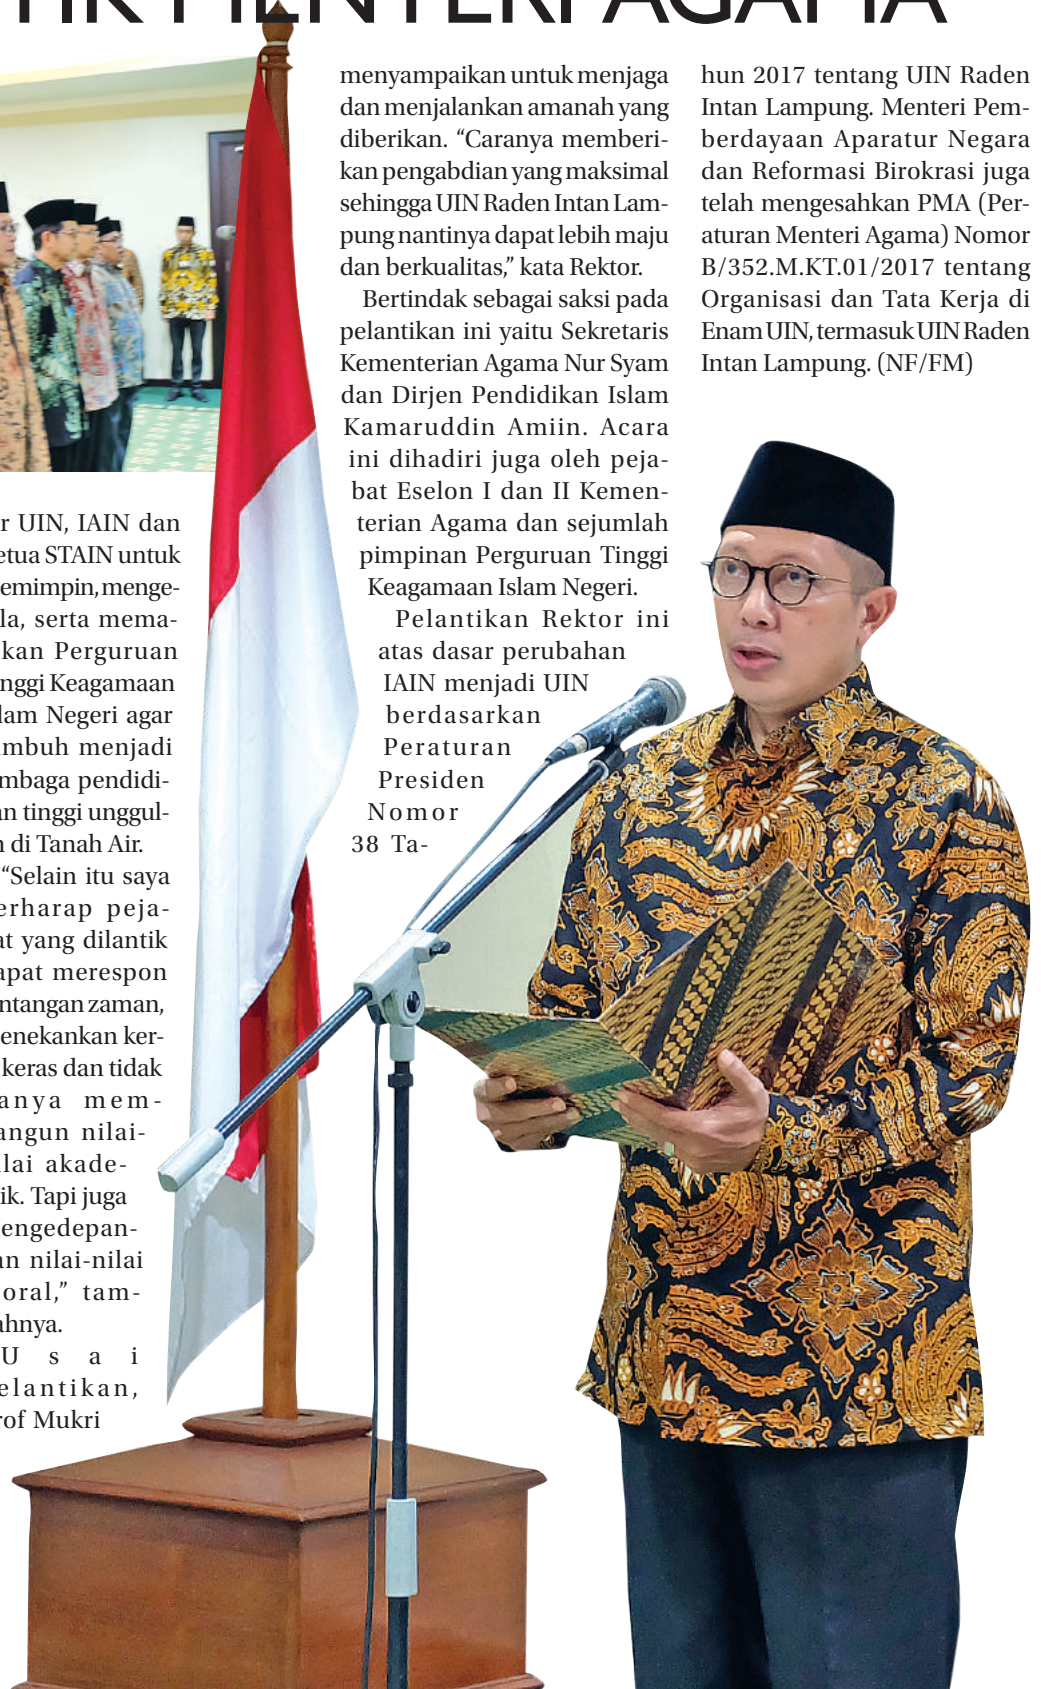 MENTERI AGAMA
r UIN, IAIN dan
etua STAIN untuk
emimpin, menge-
la, serta mema-
kan Perguruan
nggi Keagamaan
lam Negeri agar
mbuh menjadi
mbaga pendidi-
an tinggi unggul-
n di Tanah Air.
“Selain itu saya
erharap peja-
at yang dilantik
apat merespon
ntangan zaman,
enekankan ker-
keras dan tidak
anya mem-
angun nilai-
lai akade-
ik. Tapi juga
engedepan-
an nilai-nilai
oral,” tam-
ahnya.
Usai
elantikan,
rof Mukri
menyampaikan untuk menjaga
dan menjalankan amanah yang
diberikan. “Caranya memberi-
kan pengabdian yang maksimal
sehingga UIN Raden Intan Lam-
pung nantinya dapat lebih maju
dan berkualitas,” kata Rektor.
Bertindak sebagai saksi pada
pelantikan ini yaitu Sekretaris
Kementerian Agama Nur Syam
dan Dirjen Pendidikan Islam
Kamaruddin Amiin. Acara
ini dihadiri juga oleh peja-
bat Eselon I dan II Kemen-
terian Agama dan sejumlah
pimpinan Perguruan Tinggi
Keagamaan Islam Negeri.
Pelantikan Rektor ini
atas dasar perubahan
IAIN menjadi UIN
berdasarkan
Peraturan
Presiden
Nomor
38 Ta-
hun 2017 tentang UIN Raden
Intan Lampung. Menteri Pem-
berdayaan Aparatur Negara
dan Reformasi Birokrasi juga
telah mengesahkan PMA (Per-
aturan Menteri Agama) Nomor
B/352.M.KT.01/2017 tentang
Organisasi dan Tata Kerja di
Enam UIN, termasuk UIN Raden
Intan Lampung. (NF/FM)